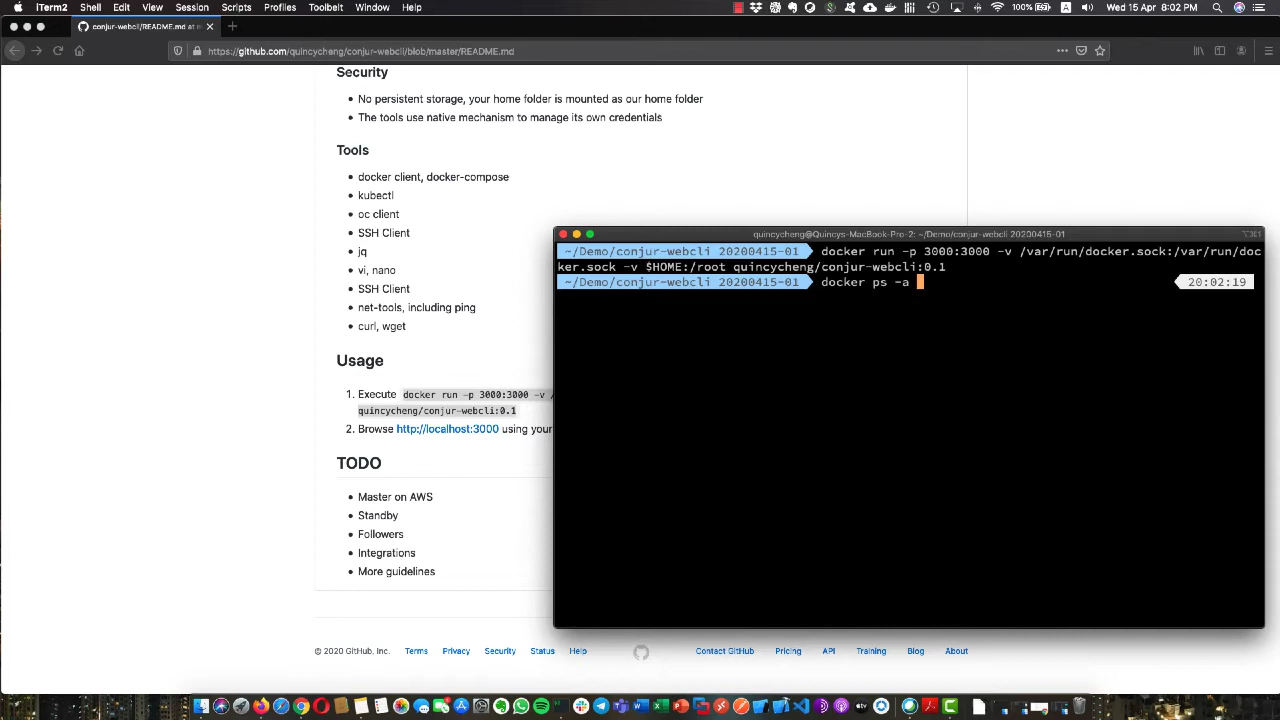 iTerm2 Shell Edit View Session Scripts Profiles Toolbelt Window Help 100% Wed 15 Apr 8:02 PM
conjur-webcli/README.md at m
https://github.com/quincycheng/conjur-webcli/blob/master/README.md
Security
• No persistent storage, your home folder is mounted as our home folder
• The tools use native mechanism to manage its own credentials
Tools
• docker client, docker-compose
• kubectl
• oc client
• SSH Client
• jq
• vi, nano
• SSH Client
• net-tools, including ping
• curl, wget
Usage
1. Execute docker run -p 3000:3000 -v /
quincycheng/conjur-webcli:0.1
2. Browse http://localhost:3000 using your
TODO
• Master on AWS
• Standby
• Followers
• Integrations
• More guidelines
quincycheng@Quincys-MacBook-Pro-2: ~/Demo/conjur-webcli 20200415-01
~/Demo/conjur-webcli 20200415-01 docker run -p 3000:3000 -v /var/run/docker.sock:/var/run/doc
ker.sock -v $HOME:/root quincycheng/conjur-webcli:0.1
~/Demo/conjur-webcli 20200415-01 docker ps -a 20:02:19
© 2020 GitHub, Inc. Terms Privacy Security Status Help Contact GitHub Pricing API Training Blog About